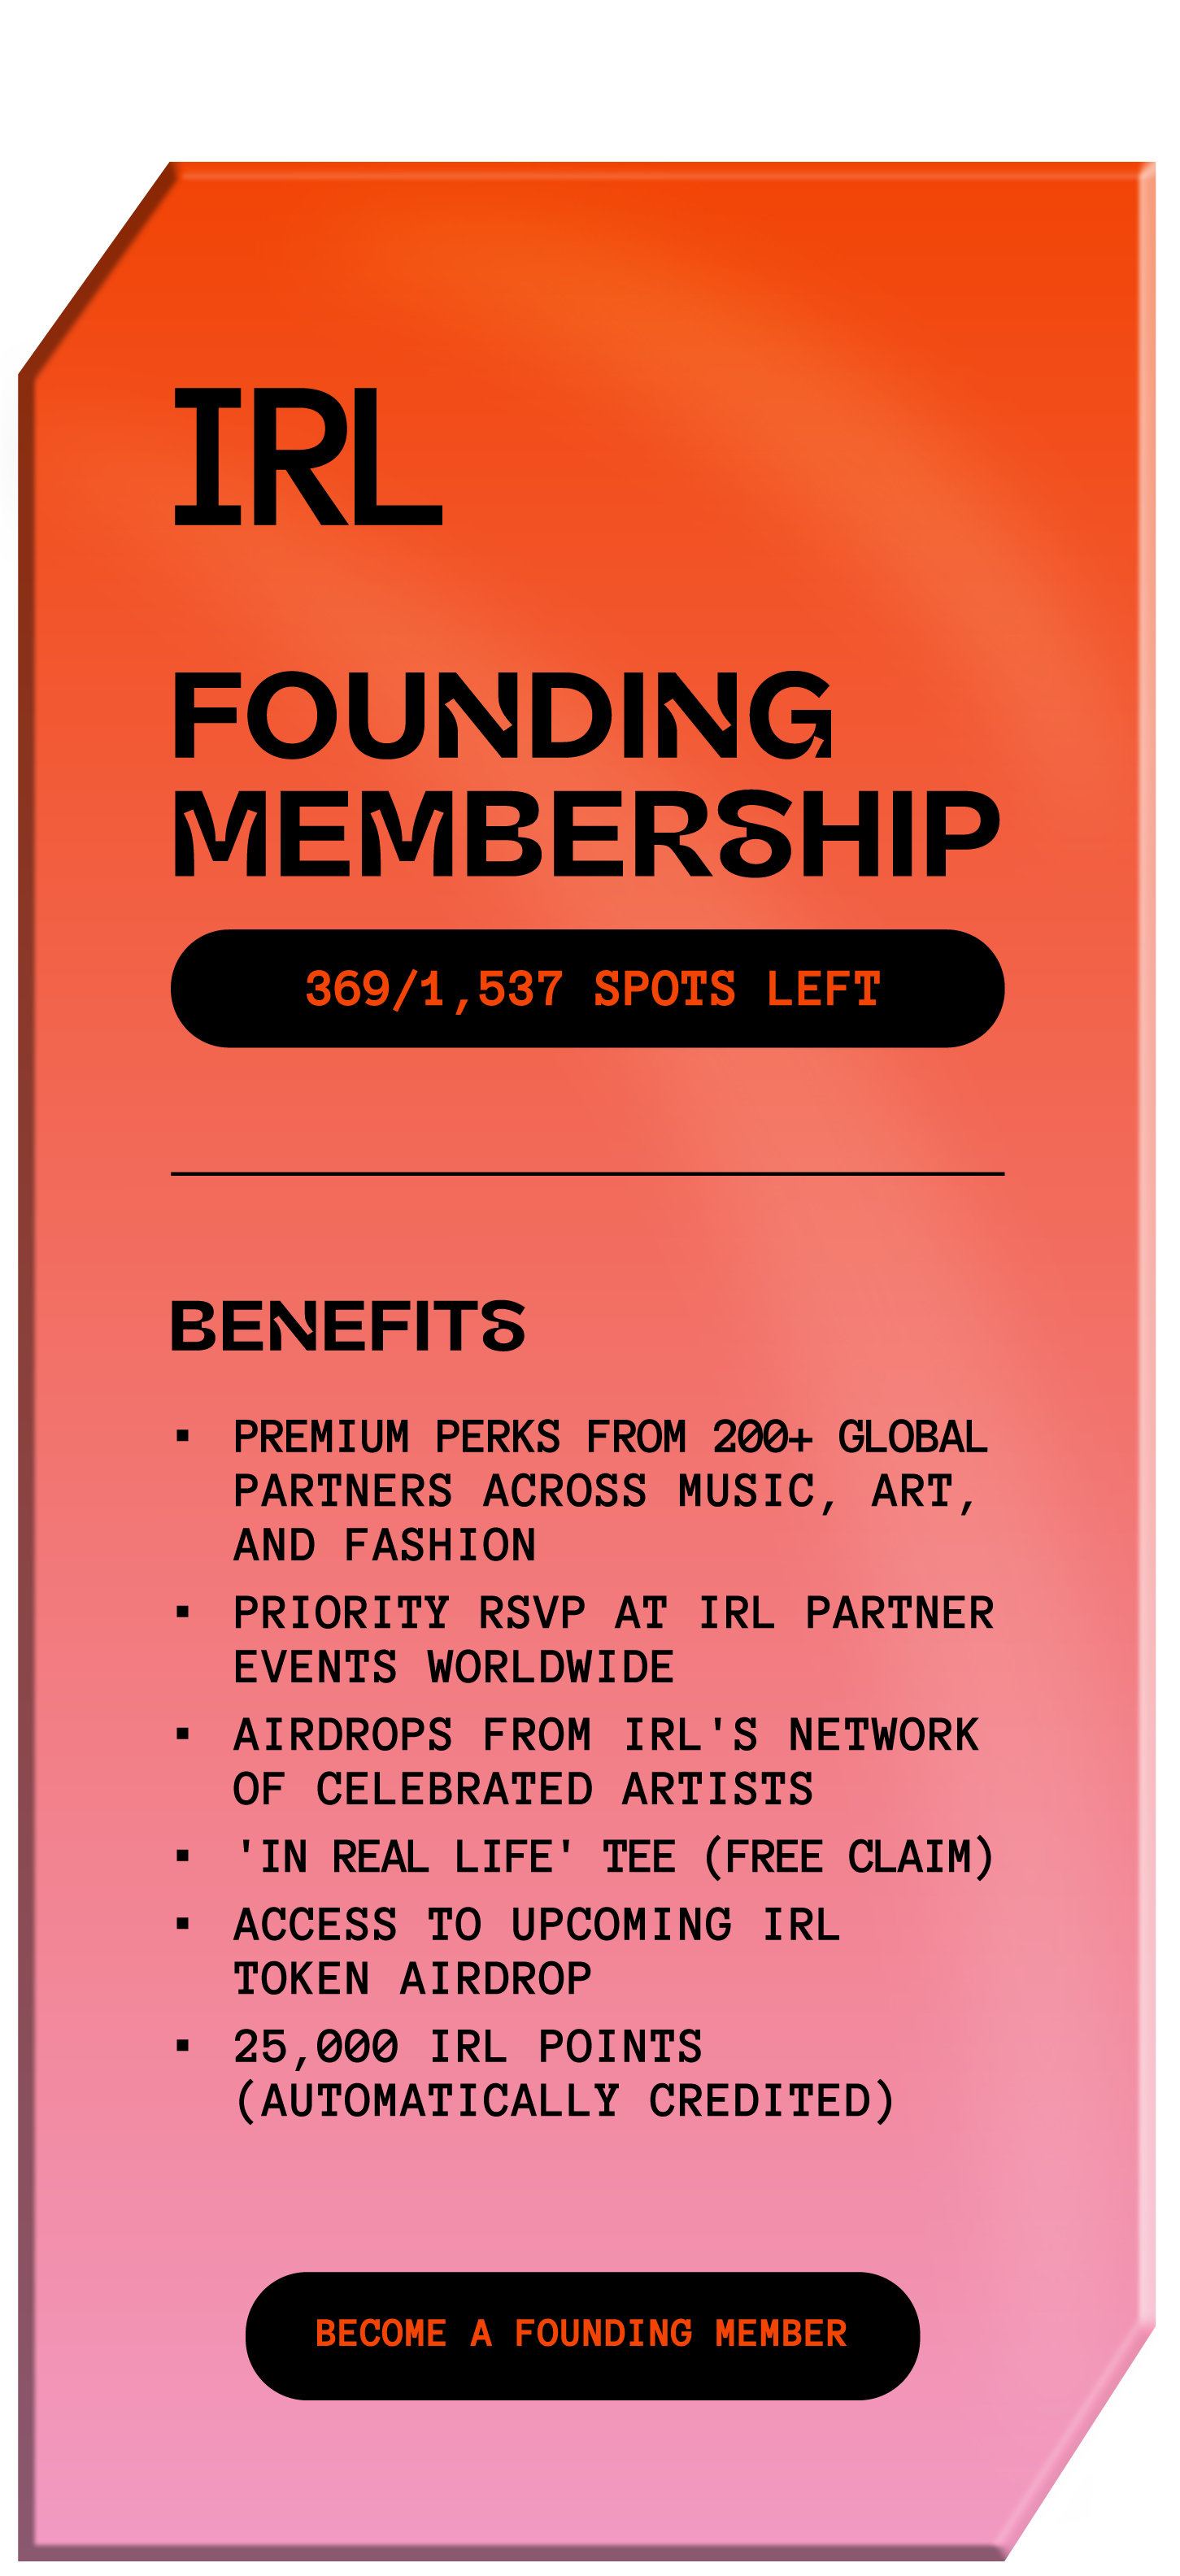 IRL
FOUNDING
MEMBERSHIP
369/1,537 SPOTS LEFT
BENEFITS
▪ PREMIUM PERKS FROM 200+ GLOBAL
PARTNERS ACROSS MUSIC, ART,
AND FASHION
▪ PRIORITY RSVP AT IRL PARTNER
EVENTS WORLDWIDE
▪ AIRDROPS FROM IRL'S NETWORK
OF CELEBRATED ARTISTS
▪ 'IN REAL LIFE' TEE (FREE CLAIM)
▪ ACCESS TO UPCOMING IRL
TOKEN AIRDROP
▪ 25,000 IRL POINTS
(AUTOMATICALLY CREDITED)
BECOME A FOUNDING MEMBER